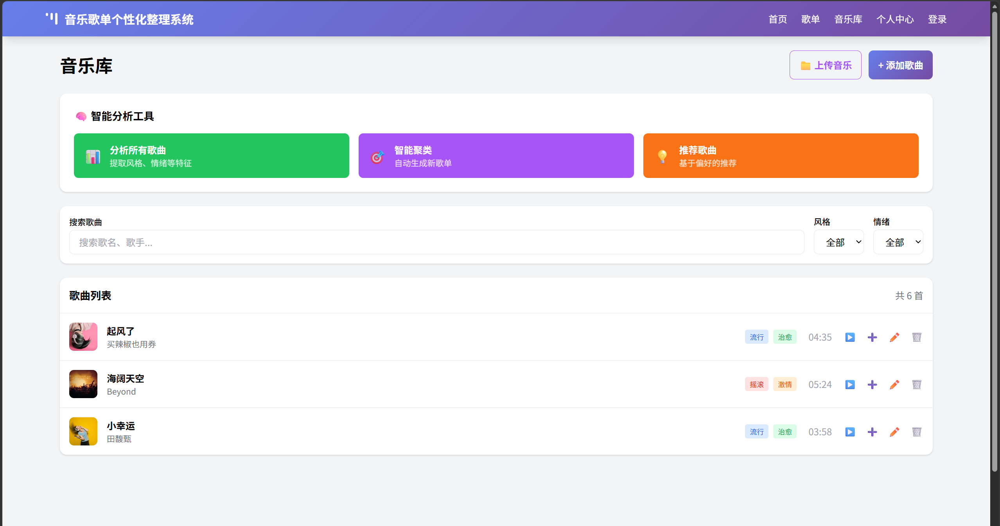 音乐歌单个性化整理系统
首页 歌单 音乐库 个人中心 登录
音乐库
上传音乐
+ 添加歌曲
智能分析工具
分析所有歌曲
提取风格、情绪等特征
智能聚类
自动生成新歌单
推荐歌曲
基于偏好的推荐
搜索歌曲
搜索歌名、歌手...
风格
全部
情绪
全部
歌曲列表
共 6 首
起风了
买辣椒也用券
流行 治愈 04:35
海阔天空
Beyond
摇滚 激情 05:24
小幸运
田馥甄
流行 治愈 03:58